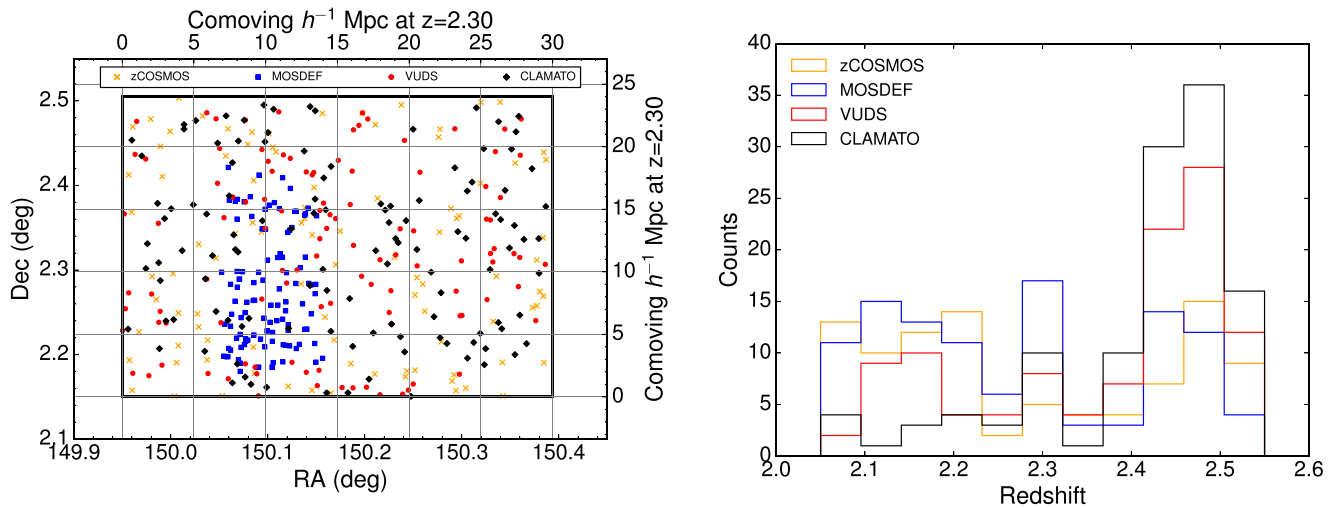 Comoving h⁻¹ Mpc at z=2.30
0 5 10 15 20 25 30
zCOSMOS MOSDEF VUDS CLAMATO
2.5
2.4
2.3
2.2
2.1
Dec (deg)
25
20
15
10
5
0
Comoving h⁻¹ Mpc at z=2.30
149.9 150.0 150.1 150.2 150.3 150.4
RA (deg)
40
35
30
25
20
15
10
5
0
Counts
zCOSMOS
MOSDEF
VUDS
CLAMATO
2.0 2.1 2.2 2.3 2.4 2.5 2.6
Redshift